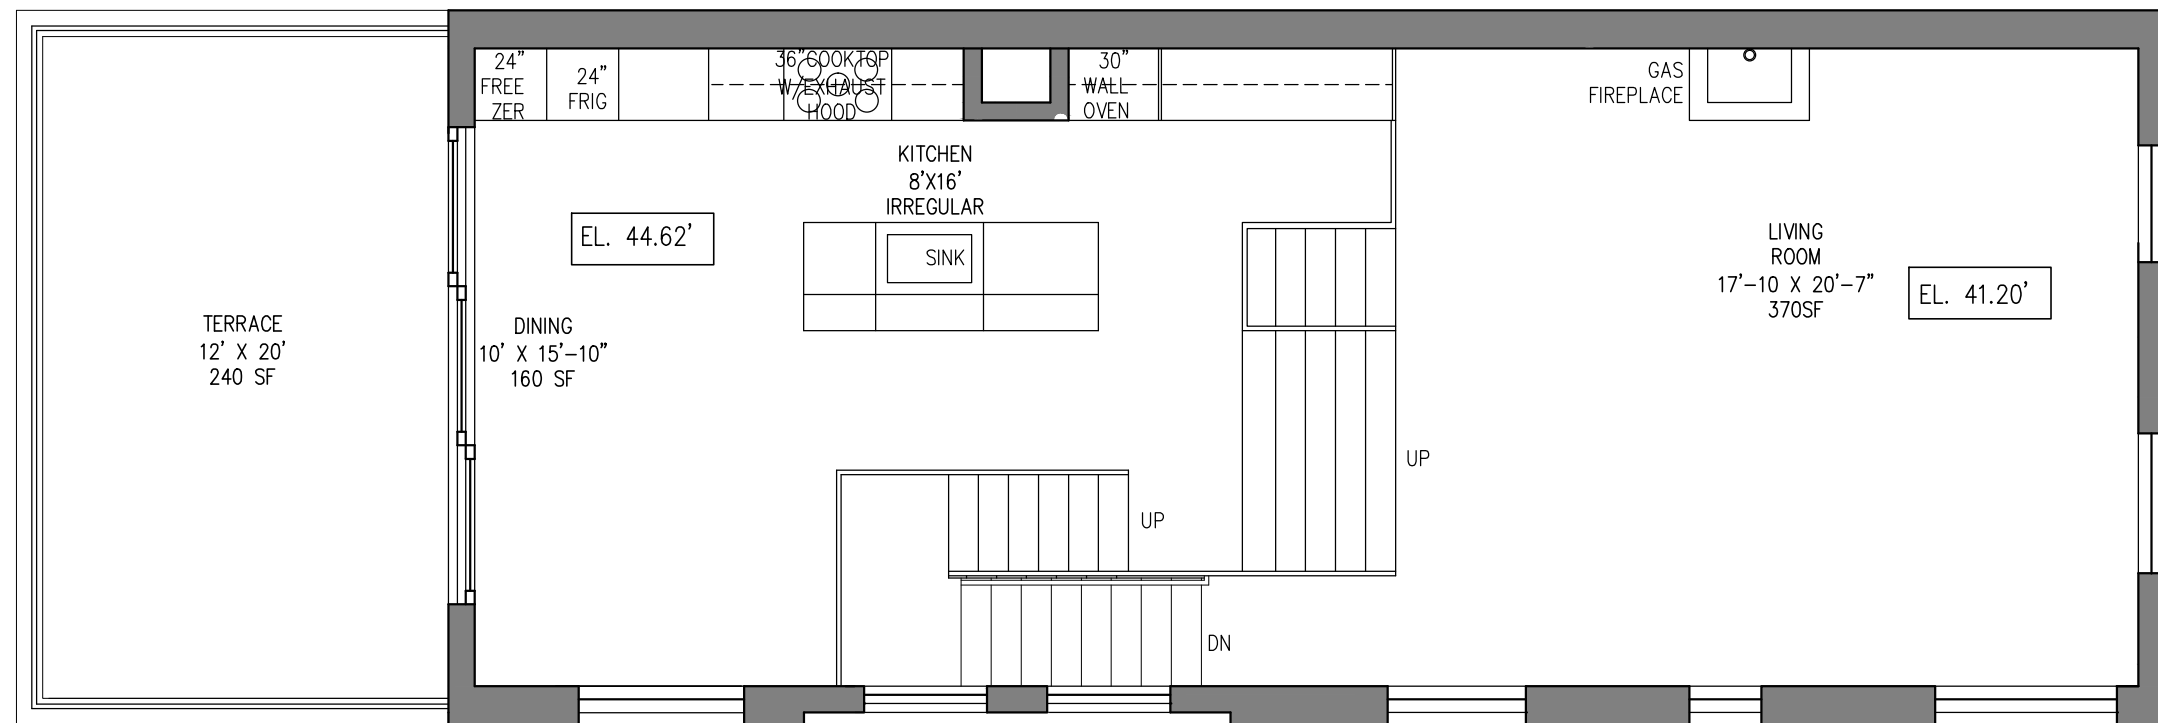 24"
FREE
ZER
24"
FRIG
36"COOKTOP
W/EXHAUST
HOOD
30"
WALL
OVEN
GAS
FIREPLACE
KITCHEN
8'X16'
IRREGULAR
EL. 44.62'
SINK
LIVING
ROOM
17'-10 X 20'-7"
370SF
EL. 41.20'
TERRACE
12' X 20'
240 SF
DINING
10' X 15'-10"
160 SF
UP
UP
DN